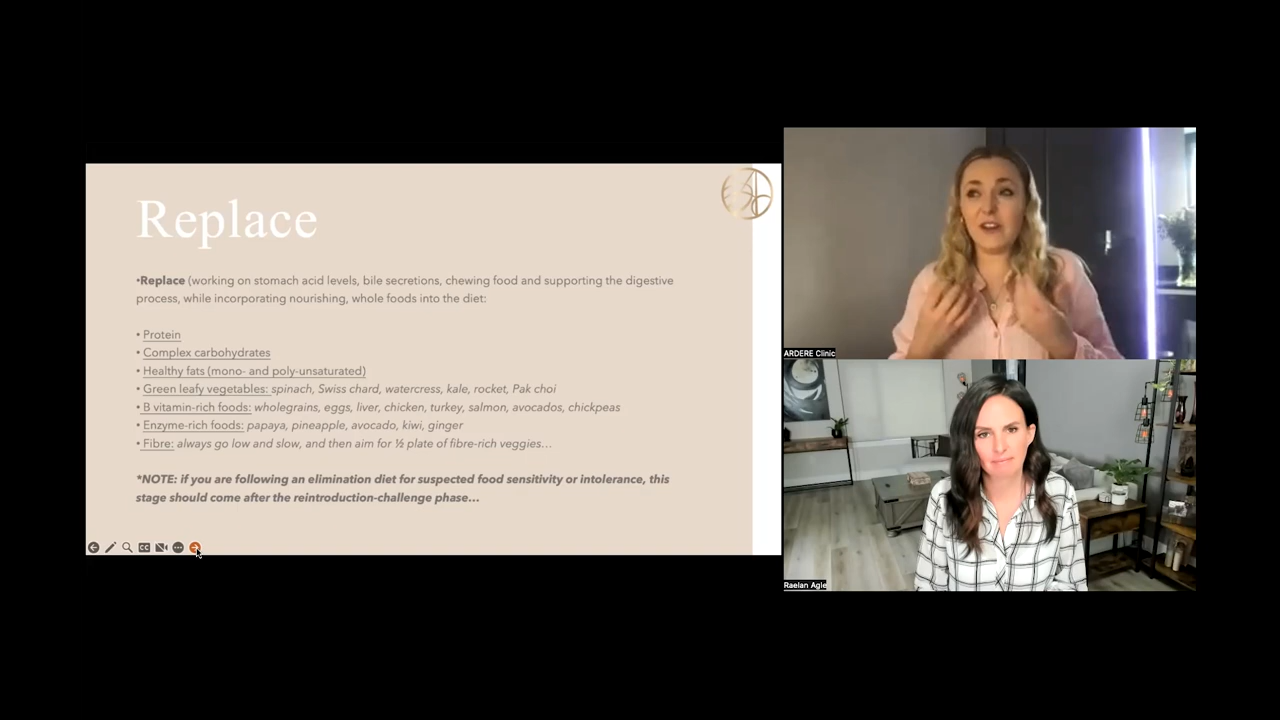 Replace
•Replace (working on stomach acid levels, bile secretions, chewing food and supporting the digestive
process, while incorporating nourishing, whole foods into the diet:
• Protein
• Complex carbohydrates
• Healthy fats (mono- and poly-unsaturated)
• Green leafy vegetables: spinach, Swiss chard, watercress, kale, rocket, Pak choi
• B vitamin-rich foods: wholegrains, eggs, liver, chicken, turkey, salmon, avocados, chickpeas
• Enzyme-rich foods: papaya, pineapple, avocado, kiwi, ginger
• Fibre: always go low and slow, and then aim for ½ plate of fibre-rich veggies…
*NOTE: if you are following an elimination diet for suspected food sensitivity or intolerance, this
stage should come after the reintroduction-challenge phase…
CC
ARDERE Clinic
Raelan Agle